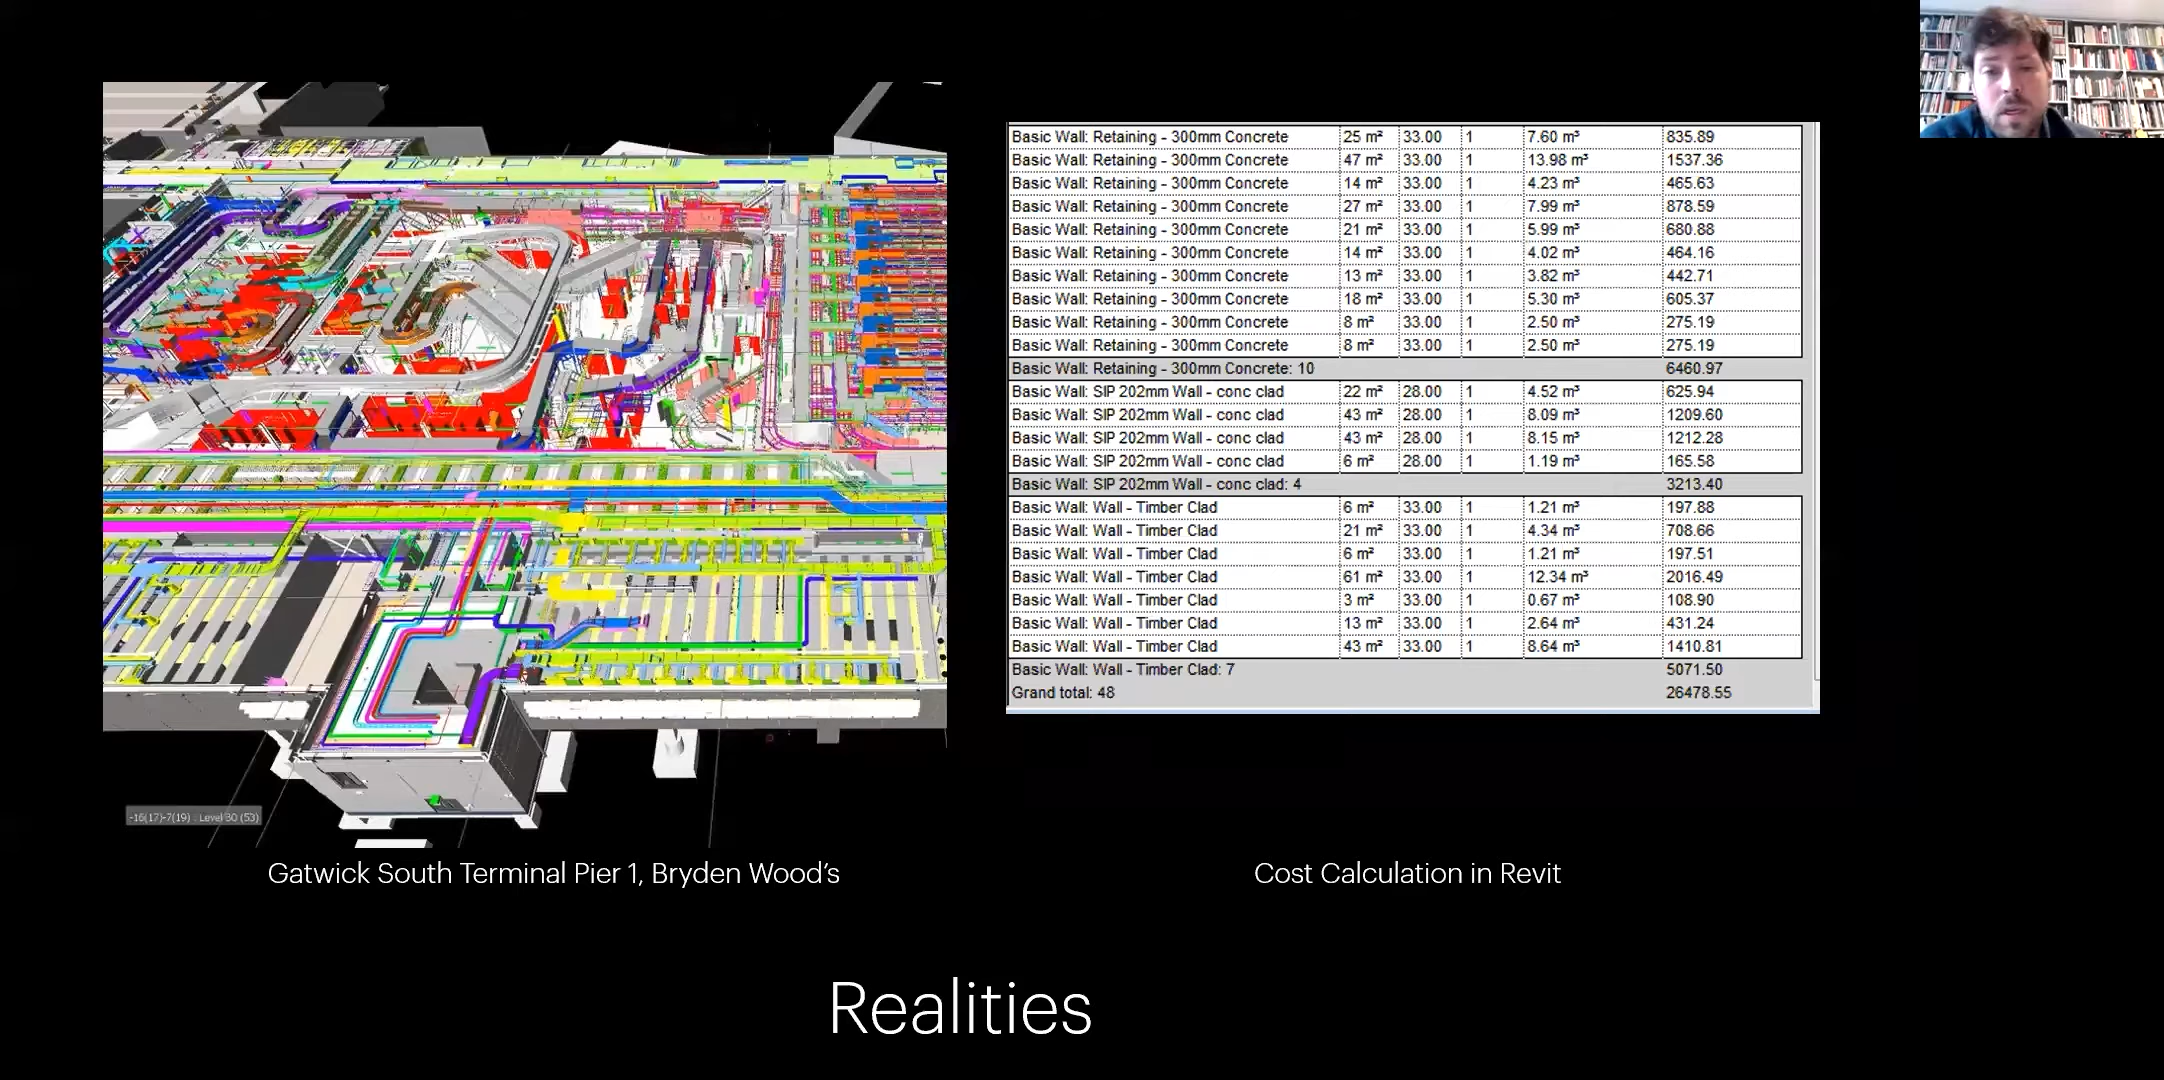 Basic Wall: Retaining - 300mm Concrete 25 m² 33.00 1 7.60 m³ 835.89
Basic Wall: Retaining - 300mm Concrete 47 m² 33.00 1 13.98 m³ 1537.36
Basic Wall: Retaining - 300mm Concrete 14 m² 33.00 1 4.23 m³ 465.63
Basic Wall: Retaining - 300mm Concrete 27 m² 33.00 1 7.99 m³ 878.59
Basic Wall: Retaining - 300mm Concrete 21 m² 33.00 1 5.99 m³ 680.88
Basic Wall: Retaining - 300mm Concrete 14 m² 33.00 1 4.02 m³ 464.16
Basic Wall: Retaining - 300mm Concrete 13 m² 33.00 1 3.82 m³ 442.71
Basic Wall: Retaining - 300mm Concrete 18 m² 33.00 1 5.30 m³ 605.37
Basic Wall: Retaining - 300mm Concrete 8 m² 33.00 1 2.50 m³ 275.19
Basic Wall: Retaining - 300mm Concrete 8 m² 33.00 1 2.50 m³ 275.19
Basic Wall: Retaining - 300mm Concrete: 10 6460.97
Basic Wall: SIP 202mm Wall - conc clad 22 m² 28.00 1 4.52 m³ 625.94
Basic Wall: SIP 202mm Wall - conc clad 43 m² 28.00 1 8.09 m³ 1209.60
Basic Wall: SIP 202mm Wall - conc clad 43 m² 28.00 1 8.15 m³ 1212.28
Basic Wall: SIP 202mm Wall - conc clad 6 m² 28.00 1 1.19 m³ 165.58
Basic Wall: SIP 202mm Wall - conc clad: 4 3213.40
Basic Wall: Wall - Timber Clad 6 m² 33.00 1 1.21 m³ 197.88
Basic Wall: Wall - Timber Clad 21 m² 33.00 1 4.34 m³ 708.66
Basic Wall: Wall - Timber Clad 6 m² 33.00 1 1.21 m³ 197.51
Basic Wall: Wall - Timber Clad 61 m² 33.00 1 12.34 m³ 2016.49
Basic Wall: Wall - Timber Clad 3 m² 33.00 1 0.67 m³ 108.90
Basic Wall: Wall - Timber Clad 13 m² 33.00 1 2.64 m³ 431.24
Basic Wall: Wall - Timber Clad 43 m² 33.00 1 8.64 m³ 1410.81
Basic Wall: Wall - Timber Clad: 7 5071.50
Grand total: 48 26478.55
-16(17)-7(19) : Level 30 (53)
Gatwick South Terminal Pier 1, Bryden Wood's
Cost Calculation in Revit
Realities